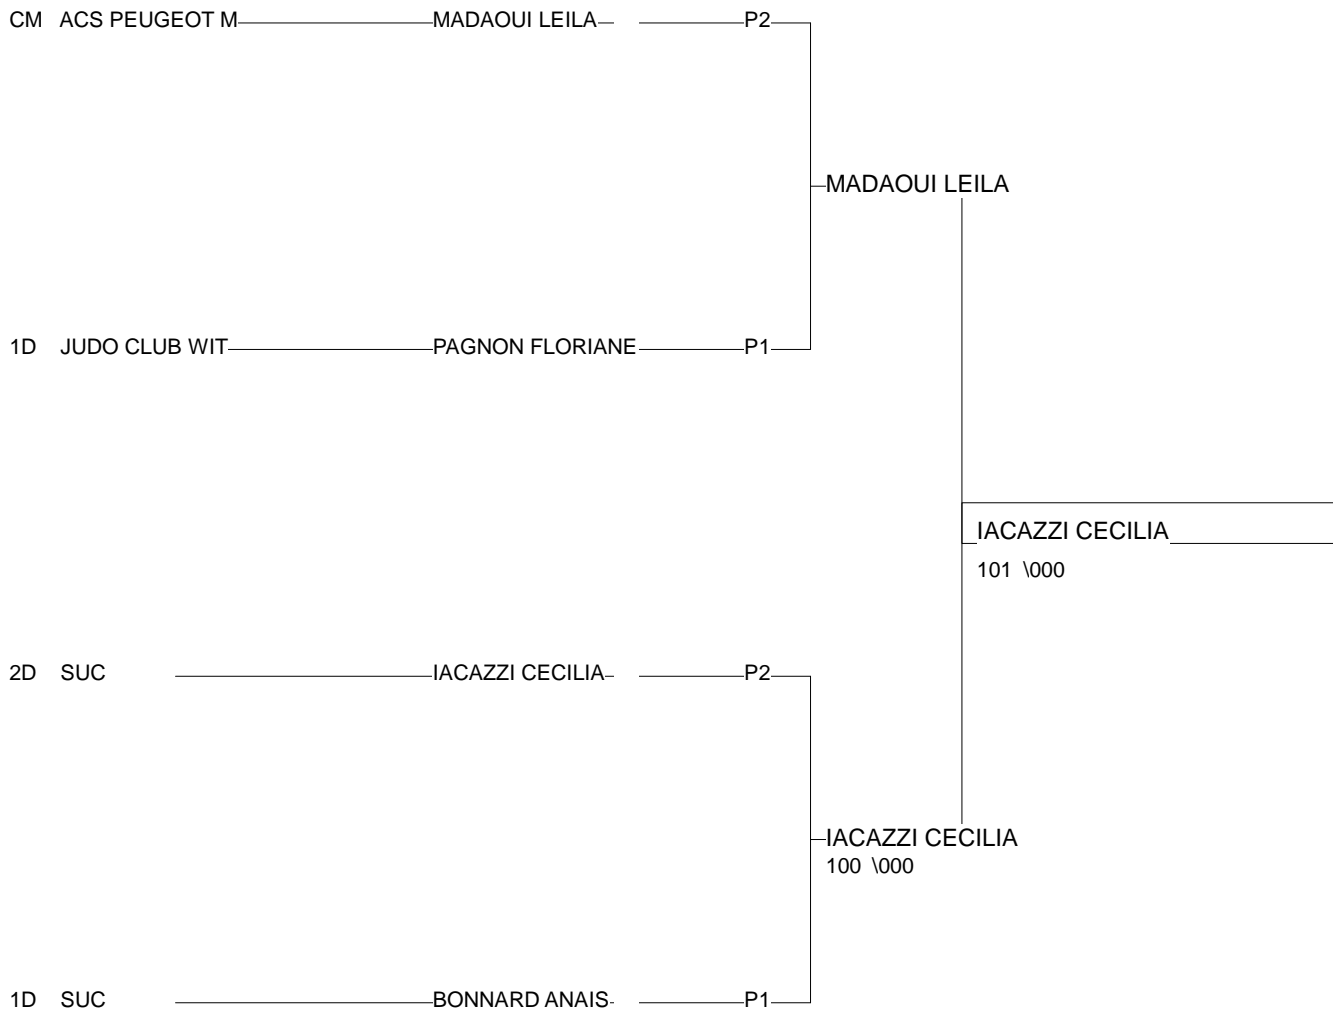 CM ACS PEUGEOT M MADAOUI LEILA P2
MADAOUI LEILA
1D JUDO CLUB WIT PAGNON FLORIANE P1
IACAZZI CECILIA
101 \000
2D SUC IACAZZI CECILIA P2
IACAZZI CECILIA
100 \000
1D SUC BONNARD ANAIS P1